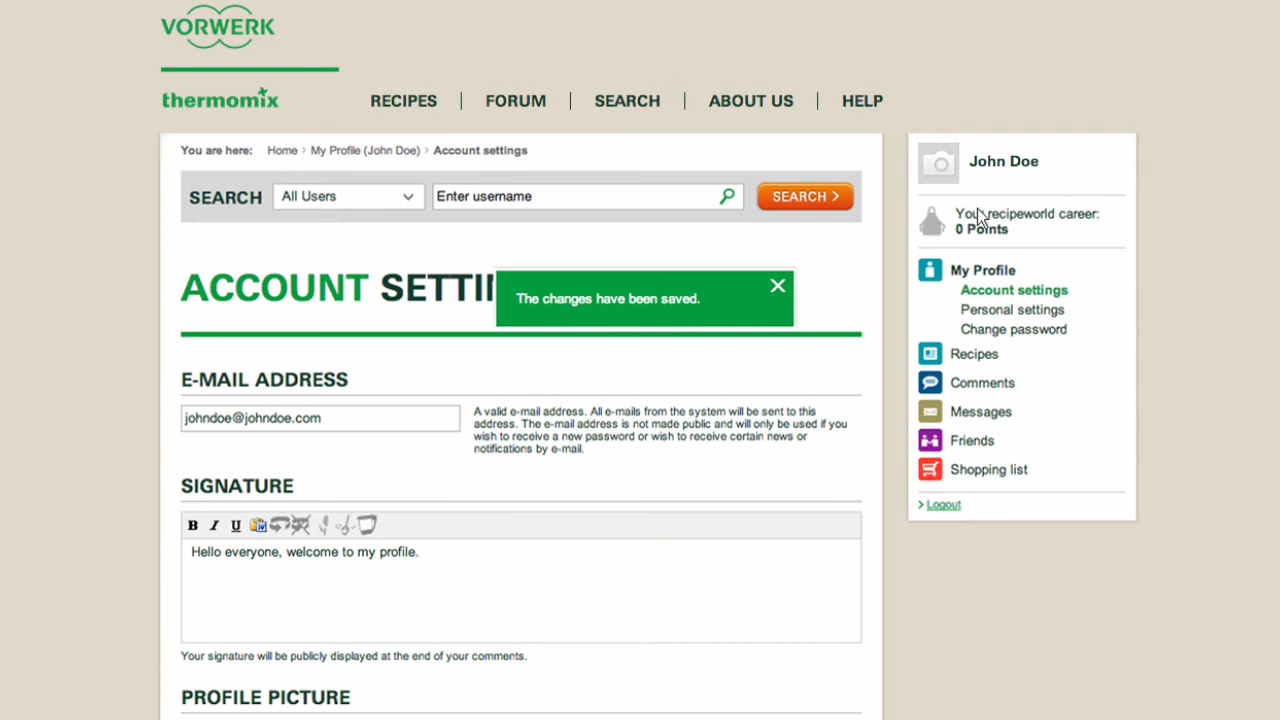 VORWERK
thermomix
RECIPES
FORUM
SEARCH
ABOUT US
HELP
You are here: Home › My Profile (John Doe) › Account settings
SEARCH
All Users
Enter username
SEARCH >
ACCOUNT SETTI
The changes have been saved.
E-MAIL ADDRESS
johndoe@johndoe.com
A valid e-mail address. All e-mails from the system will be sent to this
address. The e-mail address is not made public and will only be used if you
wish to receive a new password or wish to receive certain news or
notifications by e-mail.
SIGNATURE
B I U
Hello everyone, welcome to my profile.
Your signature will be publicly displayed at the end of your comments.
PROFILE PICTURE
John Doe
Your recipeworld career:
0 Points
My Profile
Account settings
Personal settings
Change password
Recipes
Comments
Messages
Friends
Shopping list
> Logout